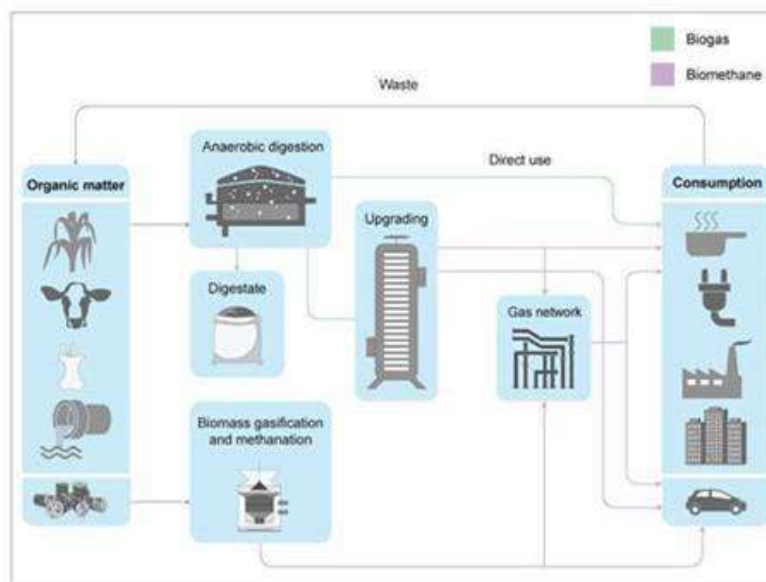 Biogas
Biomethane
Waste
Anaerobic digestion
Direct use
Organic matter
Consumption
Upgrading
Digestate
Gas network
Biomass gasification
and methanation